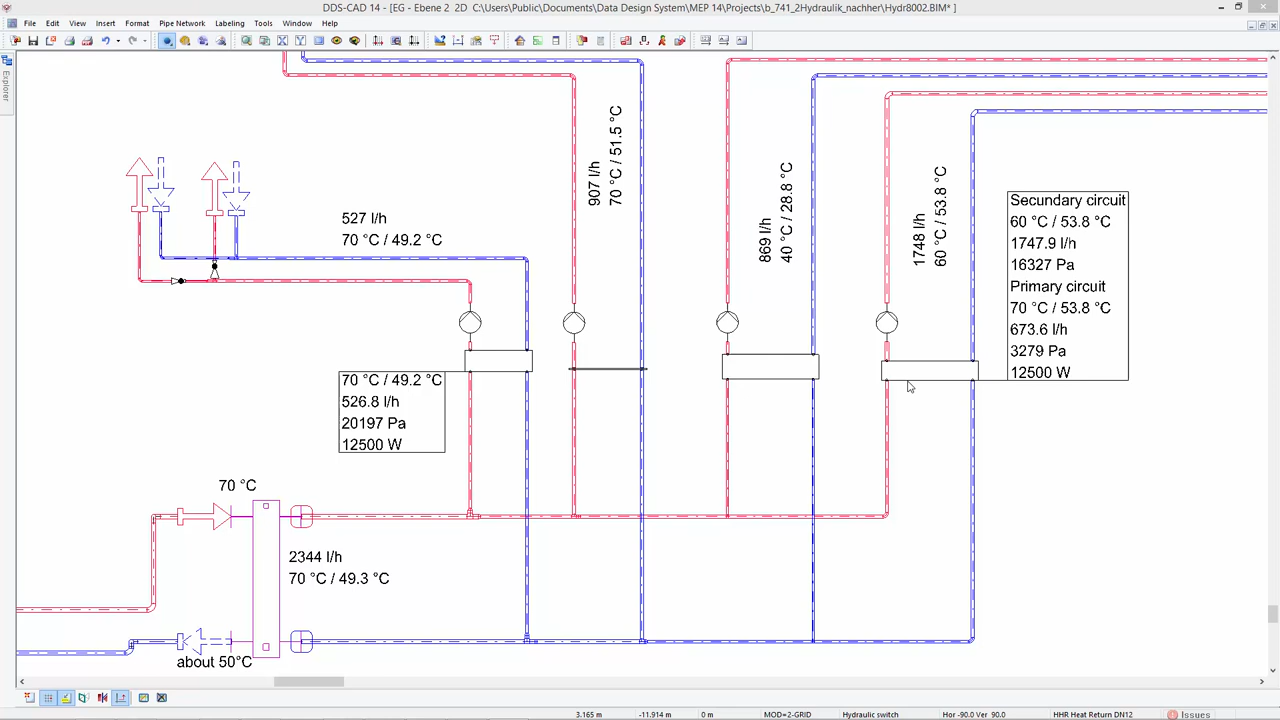 DDS-CAD 14 - [EG - Ebene 2  2D  C:\Users\Public\Documents\Data Design System\MEP 14\Projects\b_741_2Hydraulik_nachher\Hydr8002.BIM* ]
File Edit View Insert Format Pipe Network Labeling Tools Window Help
Explorer
907 l/h
70 °C / 51.5 °C
869 l/h
40 °C / 28.8 °C
1748 l/h
60 °C / 53.8 °C
527 l/h
70 °C / 49.2 °C
Secundary circuit
60 °C / 53.8 °C
1747.9 l/h
16327 Pa
Primary circuit
70 °C / 53.8 °C
673.6 l/h
3279 Pa
12500 W
70 °C / 49.2 °C
526.8 l/h
20197 Pa
12500 W
70 °C
2344 l/h
70 °C / 49.3 °C
about 50°C
3.165 m -11.914 m 0 m MOD=2-GRID Hydraulic switch Hor -90.0 Ver 90.0 HHR Heat Return DN12 Issues